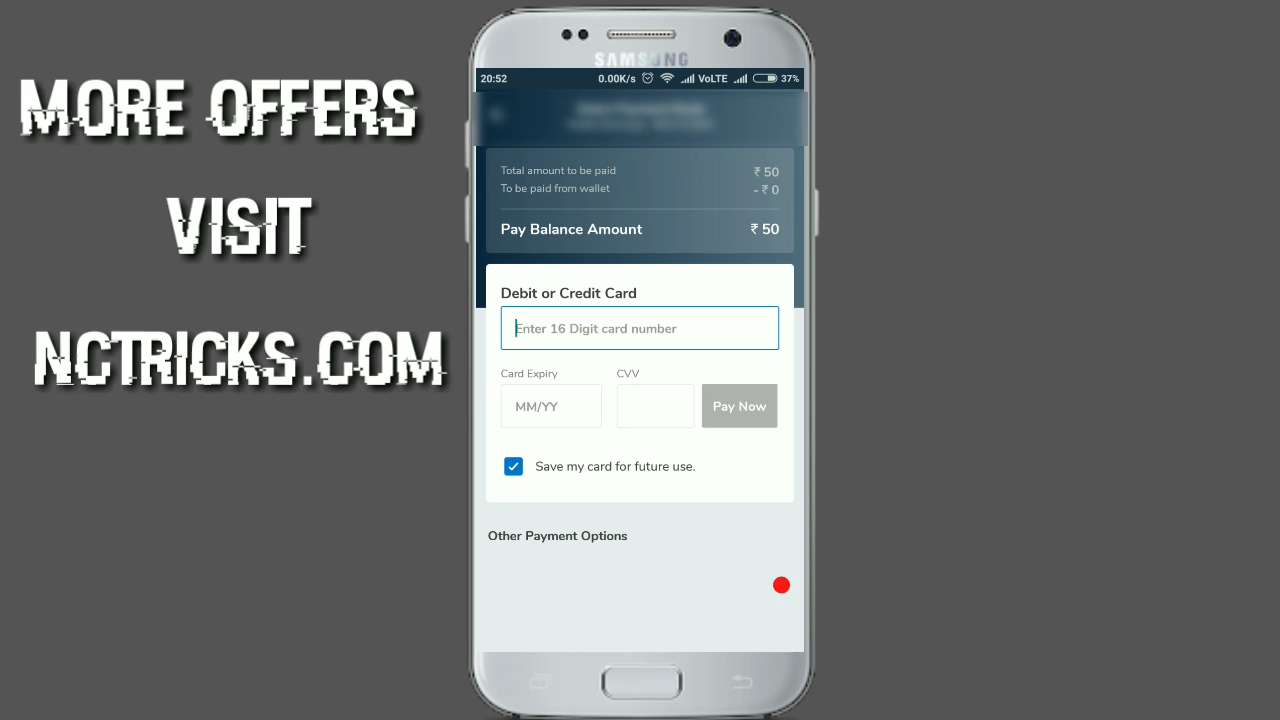 MORE OFFERS
VISIT
NCTRICKS.COM
SAMSUNG
20:52 0.00K/s VoLTE 37%
Total amount to be paid ₹ 50
To be paid from wallet - ₹ 0
Pay Balance Amount ₹ 50
Debit or Credit Card
Enter 16 Digit card number
Card Expiry CVV
MM/YY Pay Now
Save my card for future use.
Other Payment Options